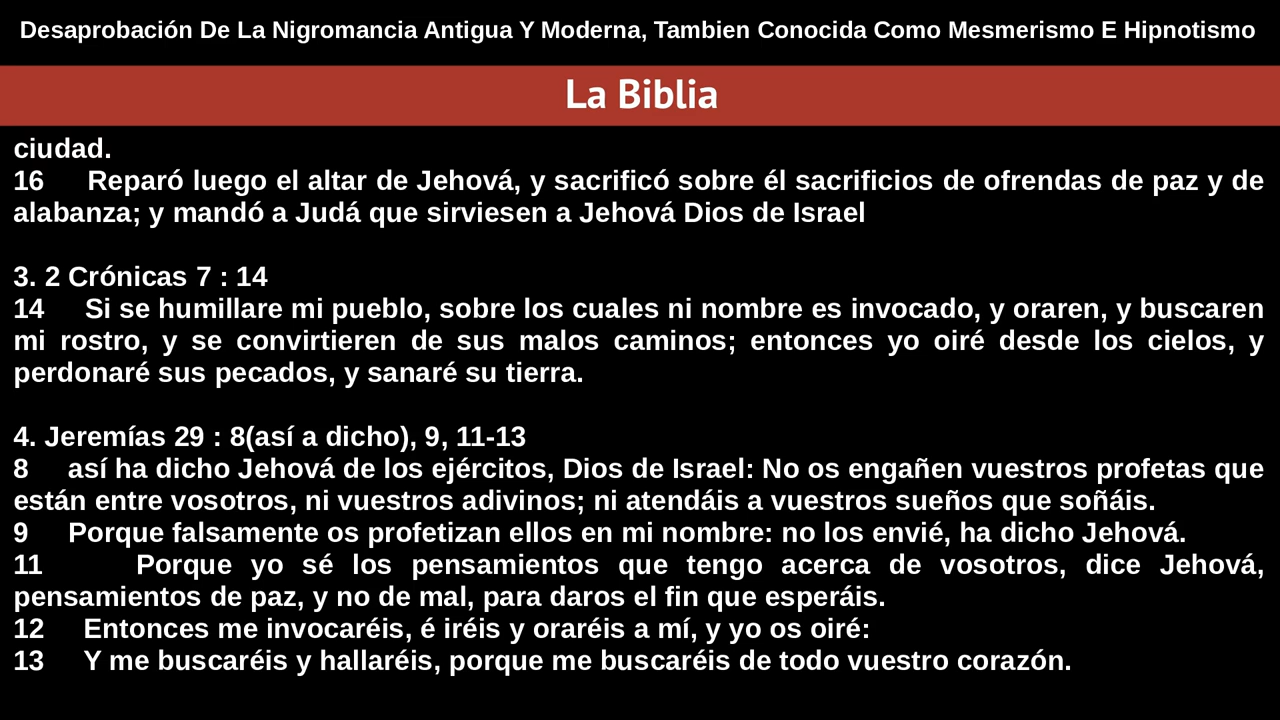 Desaprobación De La Nigromancia Antigua Y Moderna, Tambien Conocida Como Mesmerismo E Hipnotismo
La Biblia
ciudad.
16 Reparó luego el altar de Jehová, y sacrificó sobre él sacrificios de ofrendas de paz y de
alabanza; y mandó a Judá que sirviesen a Jehová Dios de Israel
3. 2 Crónicas 7 : 14
14 Si se humillare mi pueblo, sobre los cuales ni nombre es invocado, y oraren, y buscaren
mi rostro, y se convirtieren de sus malos caminos; entonces yo oiré desde los cielos, y
perdonaré sus pecados, y sanaré su tierra.
4. Jeremías 29 : 8(así a dicho), 9, 11-13
8 así ha dicho Jehová de los ejércitos, Dios de Israel: No os engañen vuestros profetas que
están entre vosotros, ni vuestros adivinos; ni atendáis a vuestros sueños que soñáis.
9 Porque falsamente os profetizan ellos en mi nombre: no los envié, ha dicho Jehová.
11 Porque yo sé los pensamientos que tengo acerca de vosotros, dice Jehová,
pensamientos de paz, y no de mal, para daros el fin que esperáis.
12 Entonces me invocaréis, é iréis y oraréis a mí, y yo os oiré:
13 Y me buscaréis y hallaréis, porque me buscaréis de todo vuestro corazón.